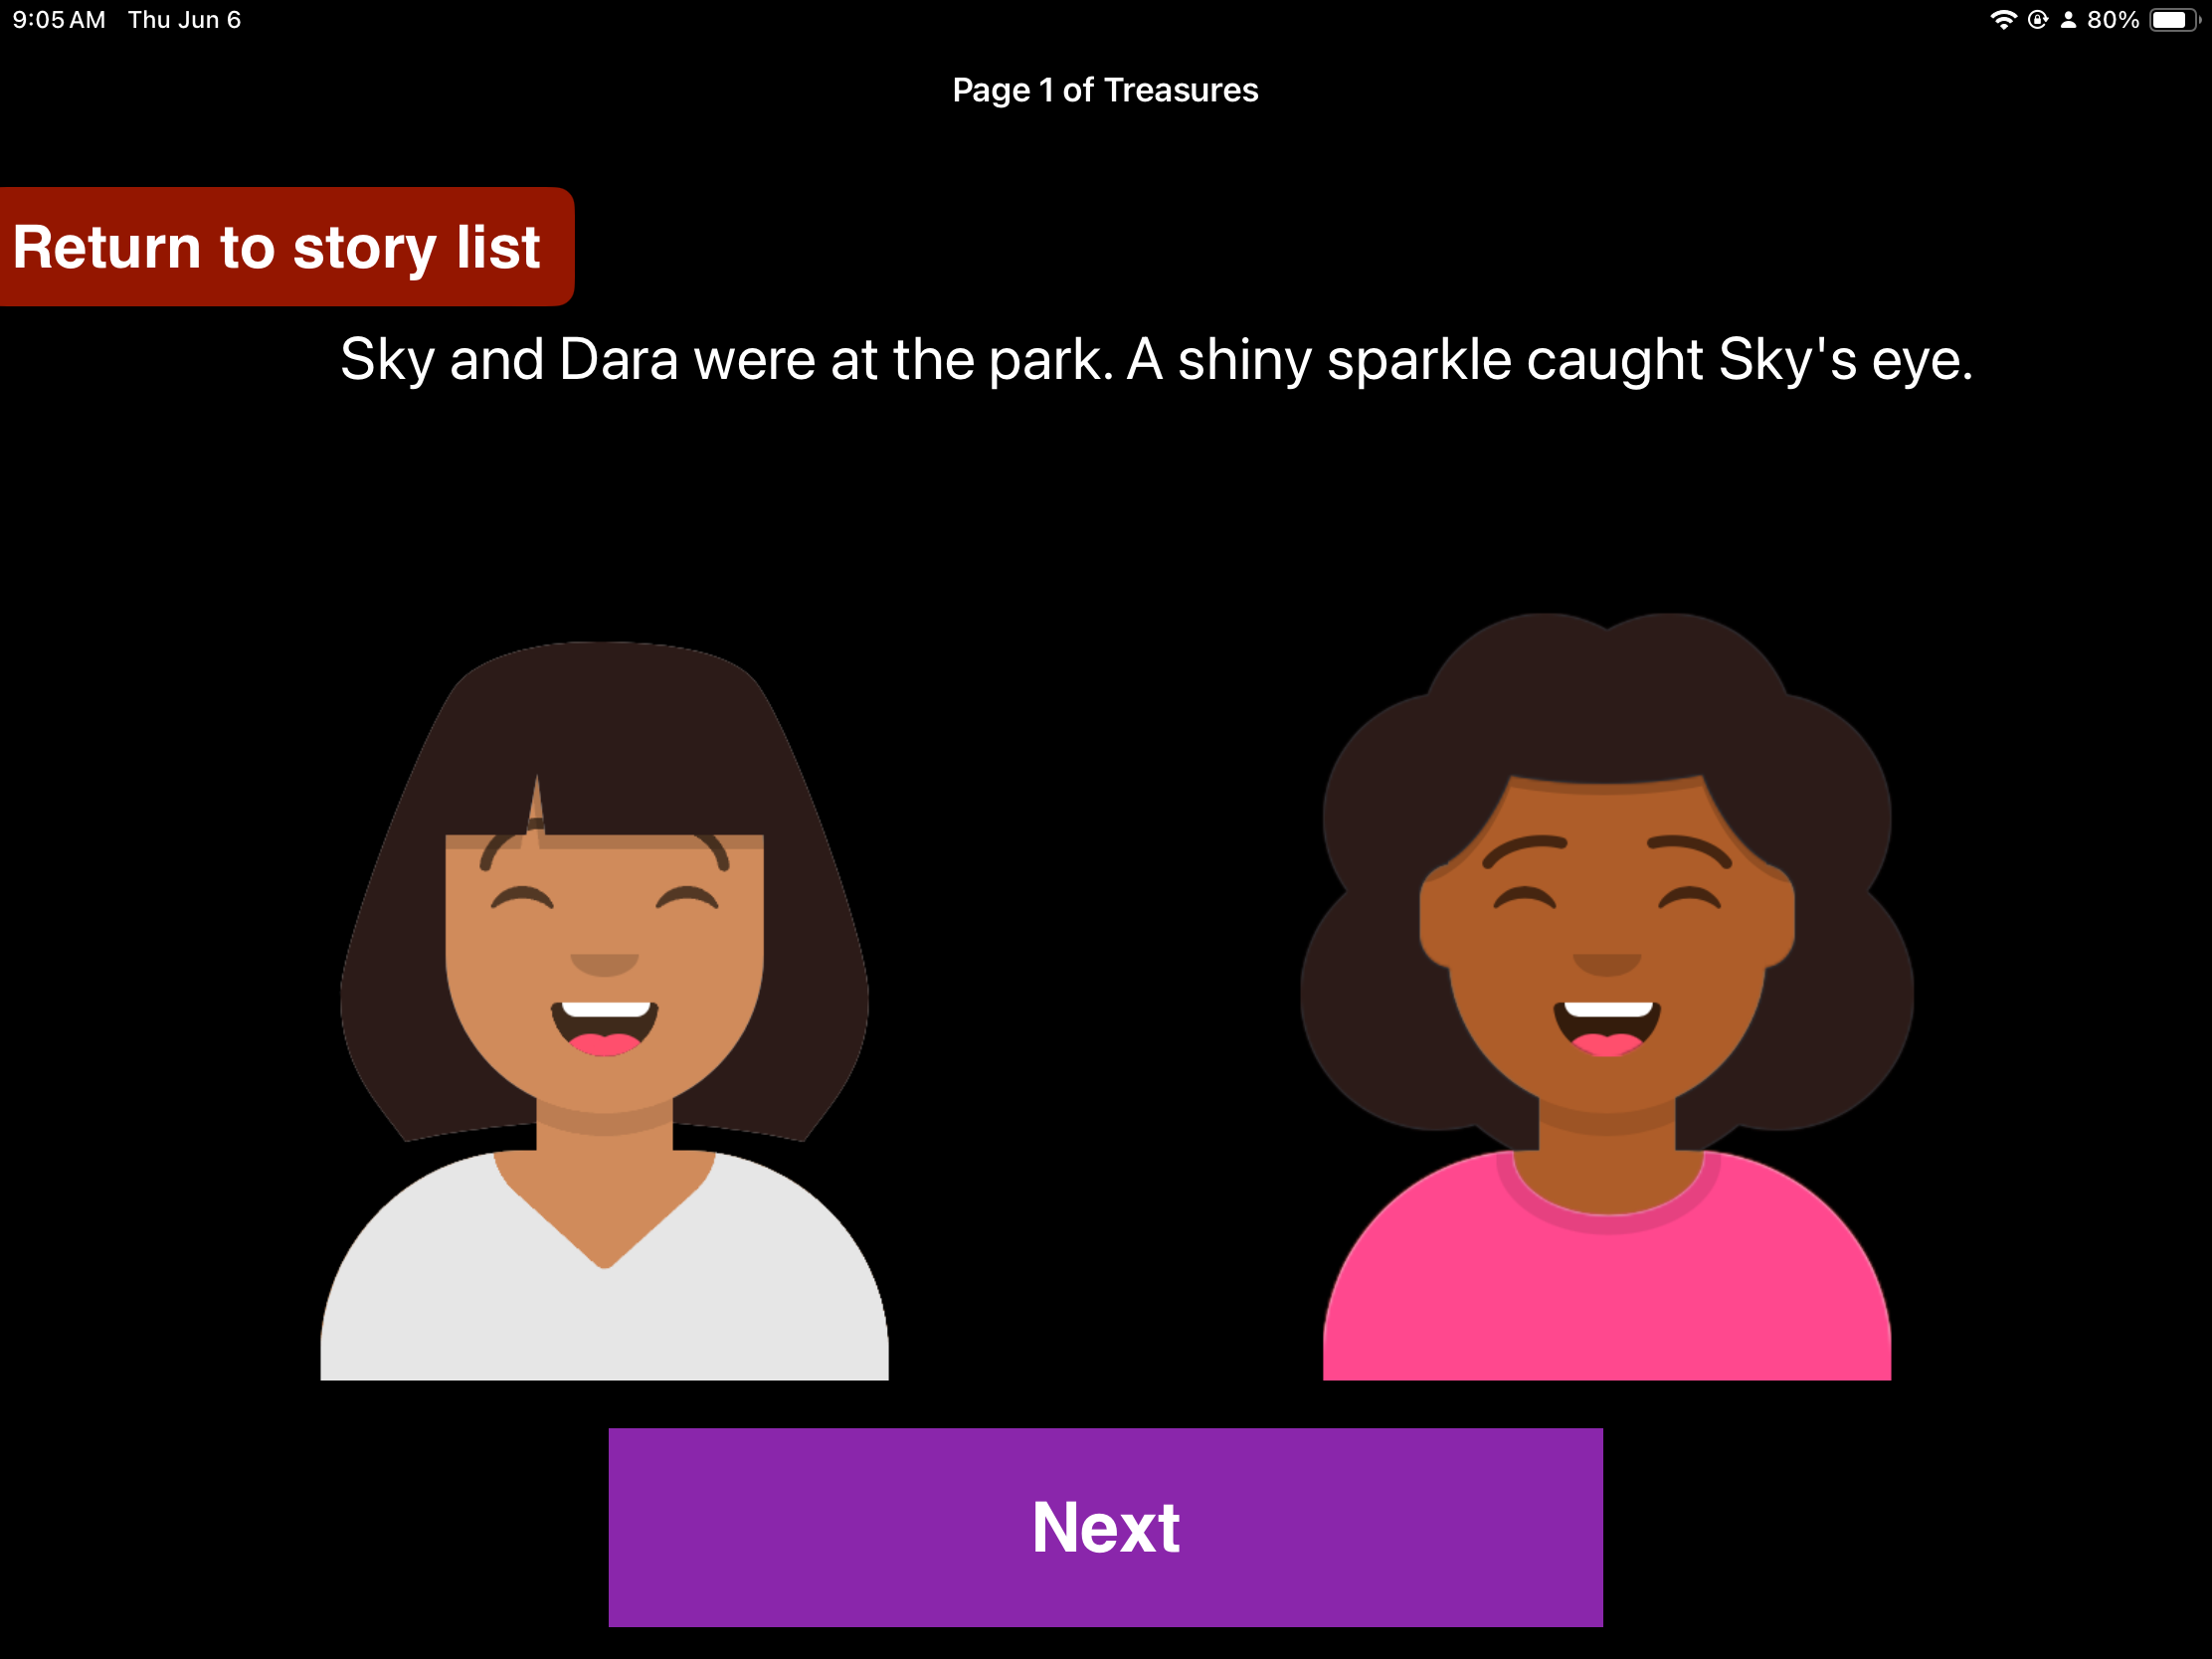 9:05 AM Thu Jun 6 80%
Page 1 of Treasures
Return to story list
Sky and Dara were at the park. A shiny sparkle caught Sky's eye.
Next